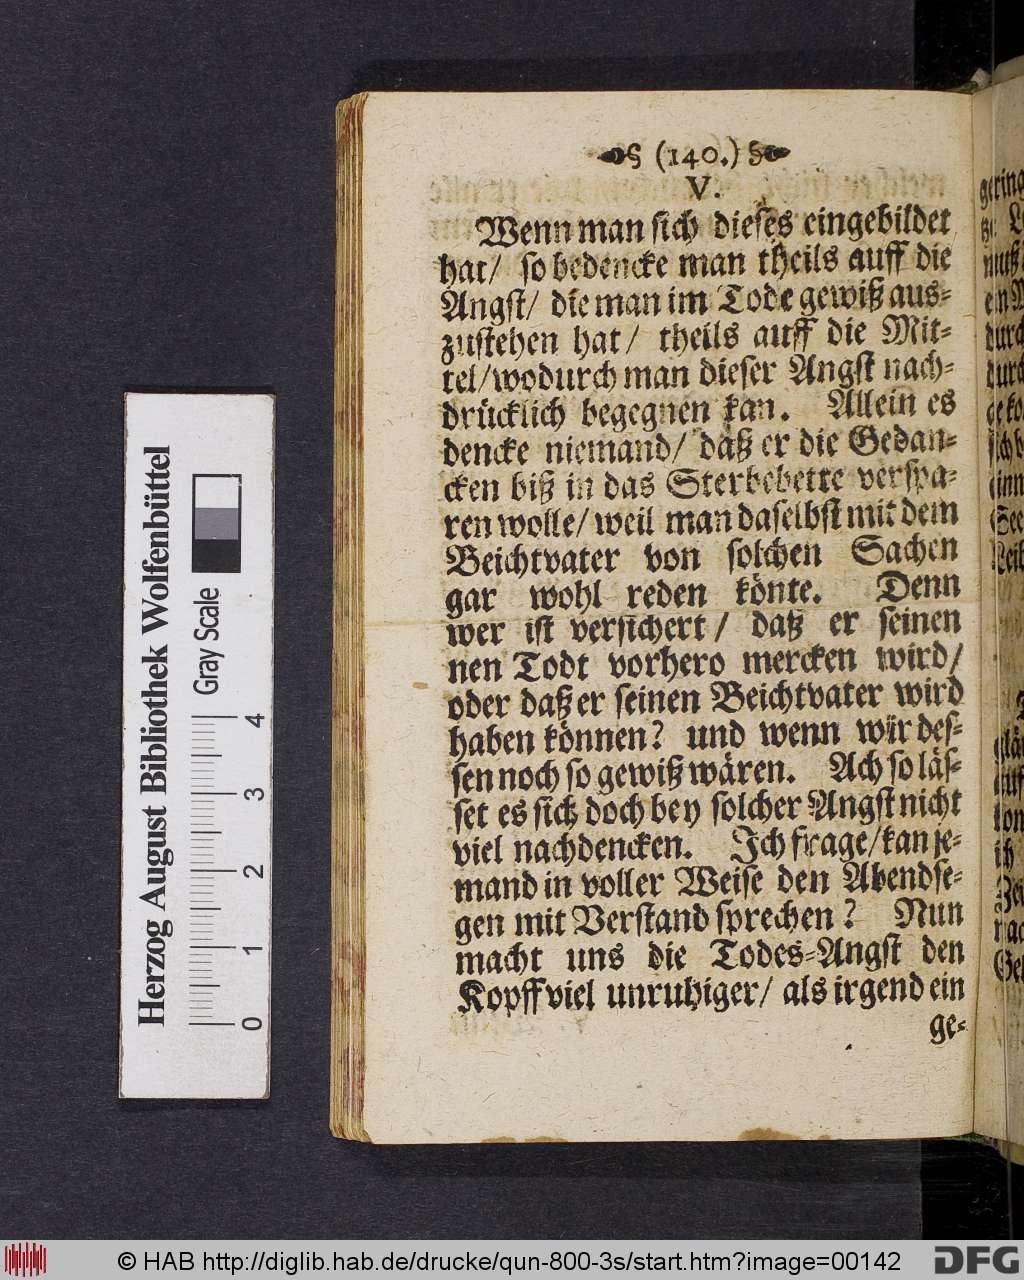 (140.)
V.
Wenn man sich dieses eingebildet
hat/ so bedencke man theils auff die
Angst/ die man im Tode gewiß aus-
zustehen hat/ theils auff die Mit-
tel/ wodurch man dieser Angst nach-
drücklich begegnen kan. Allein es
dencke niemand/ daß er die Gedan-
cken biß in das Sterbebette verspa-
ren wolle/ weil man daselbst mit dem
Beichtvater von solchen Sachen
gar wohl reden könte. Denn
wer ist versichert/ datz er seinen
nen Todt vorhero mercken wird/
oder daß er seinen Beichtvater wird
haben können? und wenn wir des-
sen noch so gewiß wären. Ach so läs-
set es sich doch bey solcher Angst nicht
viel nachdencken. Ich frage/ kan je-
mand in voller Weise den Abendse-
gen mit Verstand sprechen? Nun
macht uns die Todes-Angst den
Kopff viel unruhiger/ als irgend ein
ge-
Herzog August Bibliothek Wolfenbüttel
Gray Scale
0 1 2 3 4
© HAB http://diglib.hab.de/drucke/qun-800-3s/start.htm?image=00142
DFG